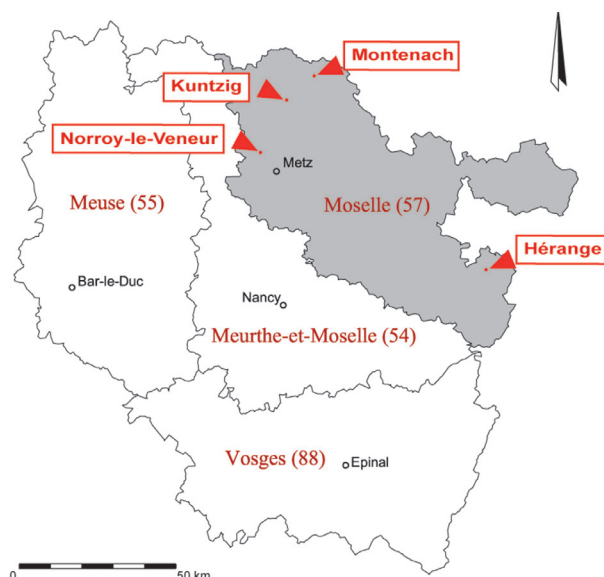 Montenach
Kuntzig
Norroy-le-Veneur
Metz
Meuse (55)
Moselle (57)
Hérange
Bar-le-Duc
Nancy
Meurthe-et-Moselle (54)
Vosges (88)
Epinal
0
50 km